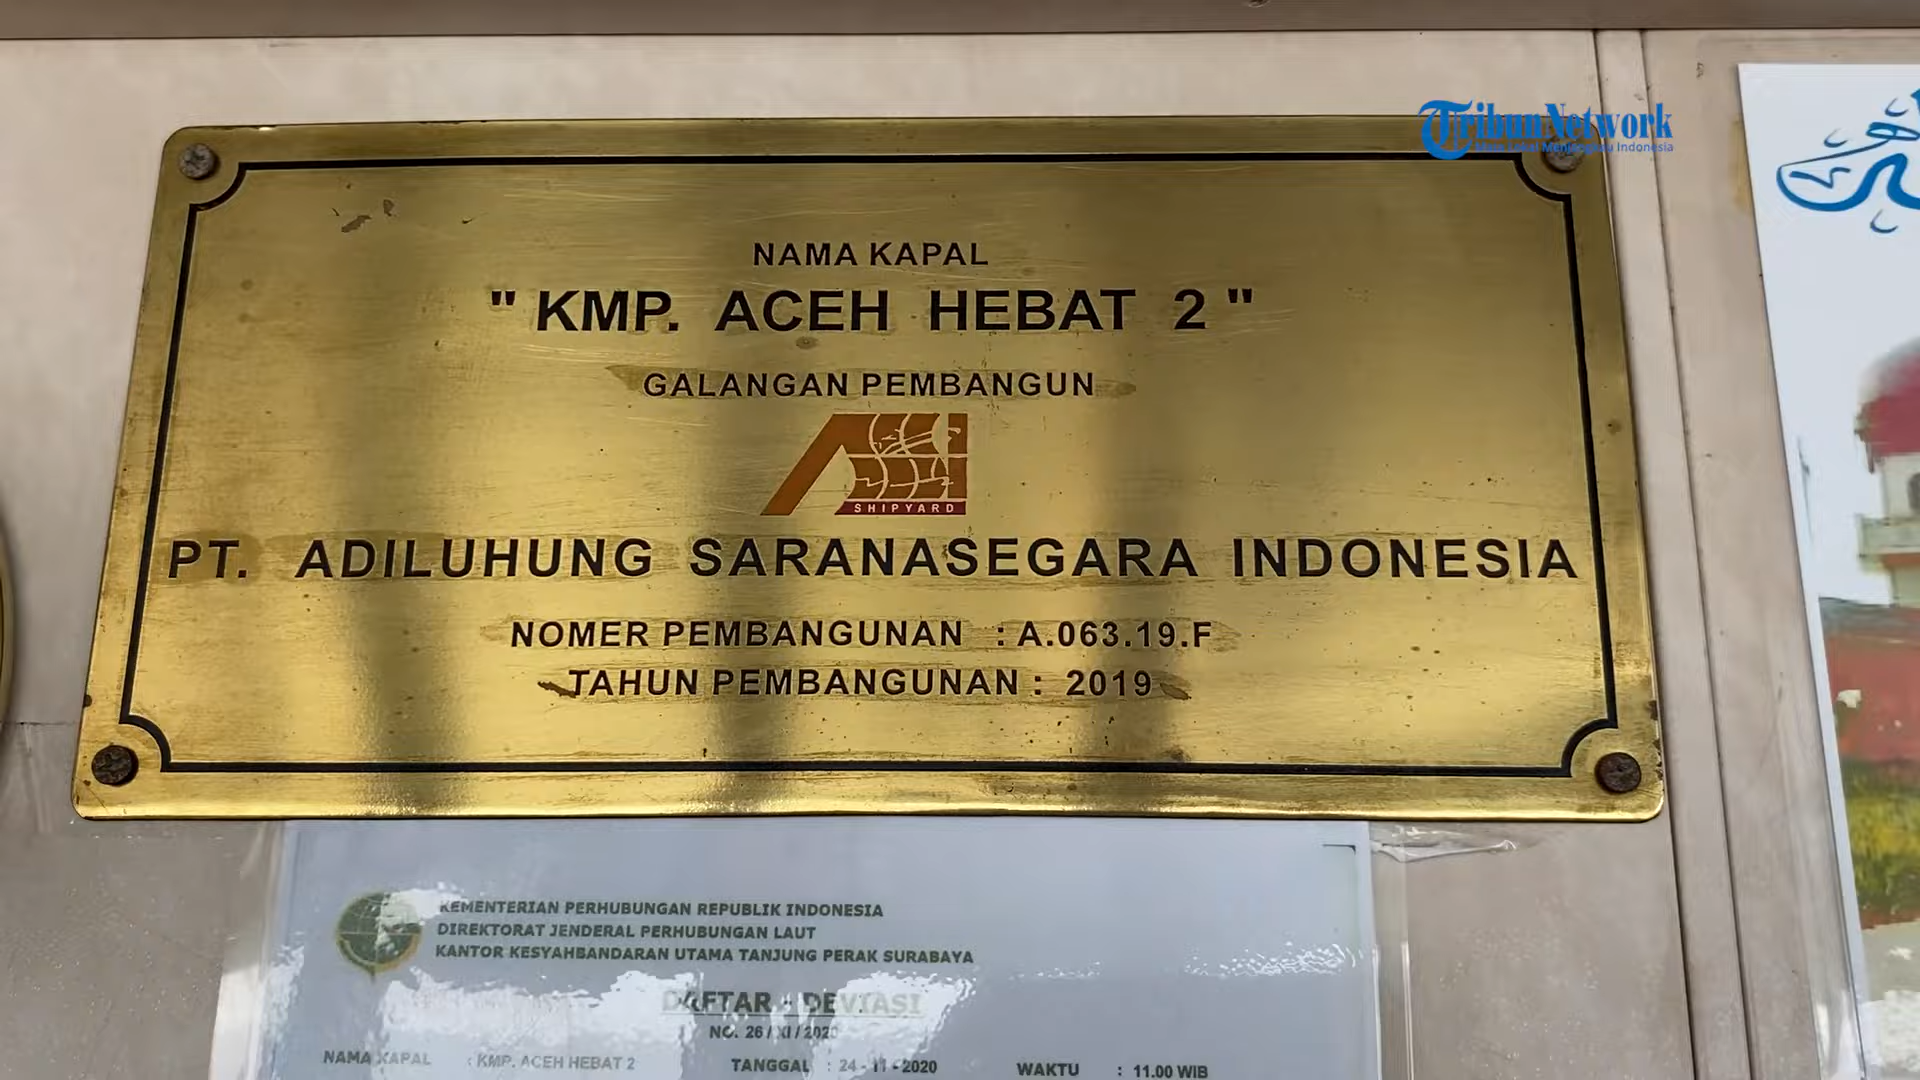 TribunNetwork
NAMA KAPAL
" KMP. ACEH HEBAT 2 "
GALANGAN PEMBANGUN
SHIPYARD
PT. ADILUHUNG SARANASEGARA INDONESIA
NOMER PEMBANGUNAN : A.063.19.F
TAHUN PEMBANGUNAN : 2019
KEMENTERIAN PERHUBUNGAN REPUBLIK INDONESIA
DIREKTORAT JENDERAL PERHUBUNGAN LAUT
KANTOR KESYAHBANDARAN UTAMA TANJUNG PERAK SURABAYA
DAFTAR - DEVIASI
NO. 26 / XI / 2020
NAMA KAPAL : KMP. ACEH HEBAT 2 TANGGAL : 24 - 11 - 2020 WAKTU : 11.00 WIB